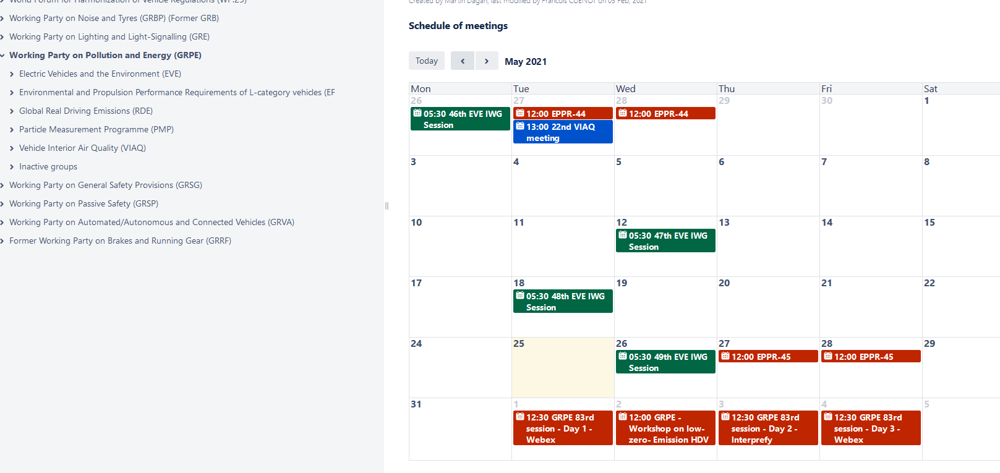 World Forum for Harmonization of Vehicle Regulations (WP.29)
Working Party on Noise and Tyres (GRBP) (Former GRB)
Working Party on Lighting and Light-Signalling (GRE)
Working Party on Pollution and Energy (GRPE)
Electric Vehicles and the Environment (EVE)
Environmental and Propulsion Performance Requirements of L-category vehicles (EF
Global Real Driving Emissions (RDE)
Particle Measurement Programme (PMP)
Vehicle Interior Air Quality (VIAQ)
Inactive groups
Working Party on General Safety Provisions (GRSG)
Working Party on Passive Safety (GRSP)
Working Party on Automated/Autonomous and Connected Vehicles (GRVA)
Former Working Party on Brakes and Running Gear (GRRF)
Created by Martin Dagan, last modified by Francois CUENOT on 03 Feb, 2021
Schedule of meetings
Today May 2021
Mon Tue Wed Thu Fri Sat
26 27 28 29 30 1
05:30 46th EVE IWG
Session
12:00 EPPR-44
13:00 22nd VIAQ
meeting
12:00 EPPR-44
3 4 5 6 7 8
10 11 12 13 14 15
05:30 47th EVE IWG
Session
17 18 19 20 21 22
05:30 48th EVE IWG
Session
24 25 26 27 28 29
05:30 49th EVE IWG
Session
12:00 EPPR-45
12:00 EPPR-45
31 1 2 3 4 5
12:30 GRPE 83rd
session - Day 1 -
Webex
12:00 GRPE -
Workshop on low-
zero- Emission HDV
12:30 GRPE 83rd
session - Day 2 -
Interprefy
12:30 GRPE 83rd
session - Day 3 -
Webex